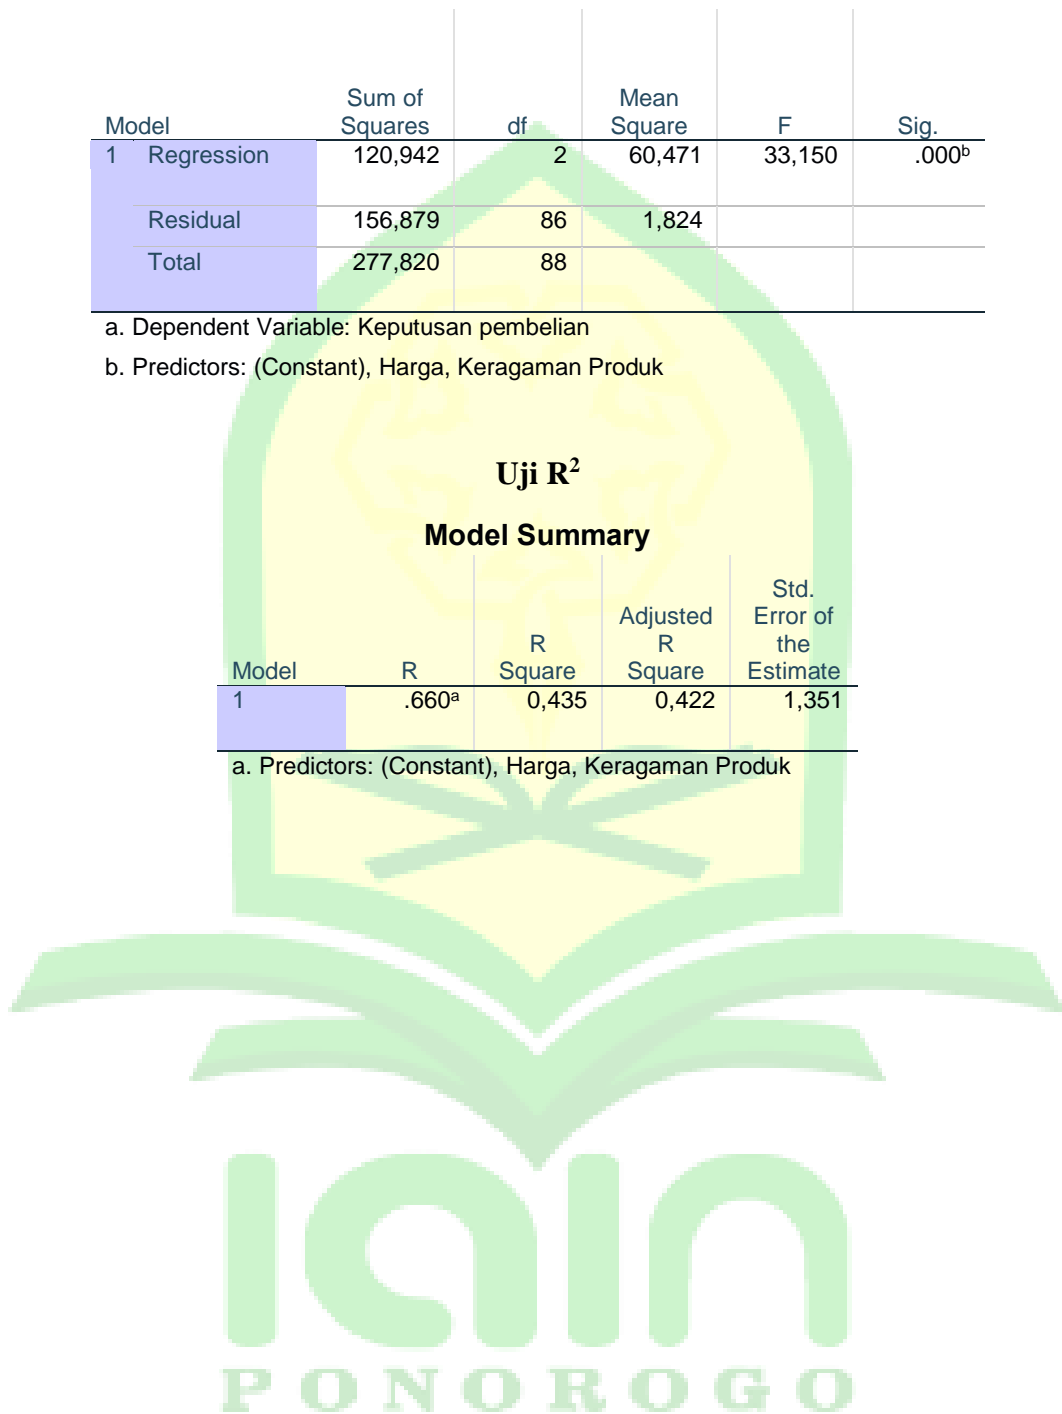 Model Sum of Squares df Mean Square F Sig.
1 Regression 120,942 2 60,471 33,150 .000ᵇ
Residual 156,879 86 1,824
Total 277,820 88
a. Dependent Variable: Keputusan pembelian
b. Predictors: (Constant), Harga, Keragaman Produk
Uji R²
Model Summary
Model R R Square Adjusted R Square Std. Error of the Estimate
1 .660ᵃ 0,435 0,422 1,351
a. Predictors: (Constant), Harga, Keragaman Produk
iain
PONOROGO